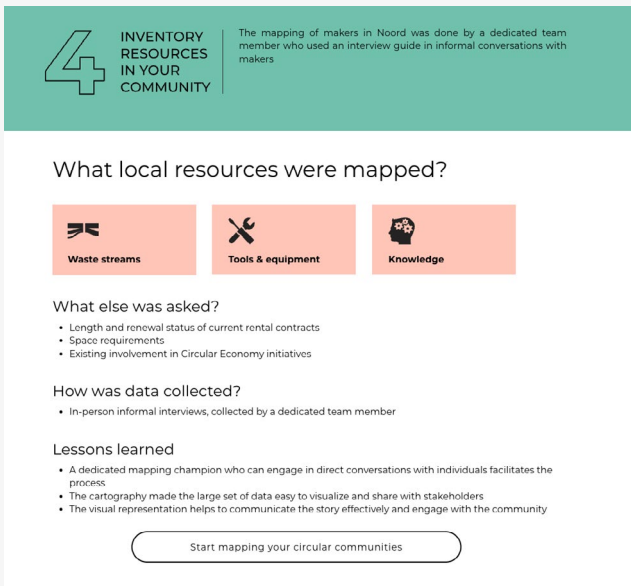 4
INVENTORY
RESOURCES
IN YOUR
COMMUNITY
The mapping of makers in Noord was done by a dedicated team
member who used an interview guide in informal conversations with
makers
What local resources were mapped?
Waste streams
Tools & equipment
Knowledge
What else was asked?
• Length and renewal status of current rental contracts
• Space requirements
• Existing involvement in Circular Economy initiatives
How was data collected?
• In-person informal interviews, collected by a dedicated team member
Lessons learned
• A dedicated mapping champion who can engage in direct conversations with individuals facilitates the
process
• The cartography made the large set of data easy to visualize and share with stakeholders
• The visual representation helps to communicate the story effectively and engage with the community
Start mapping your circular communities